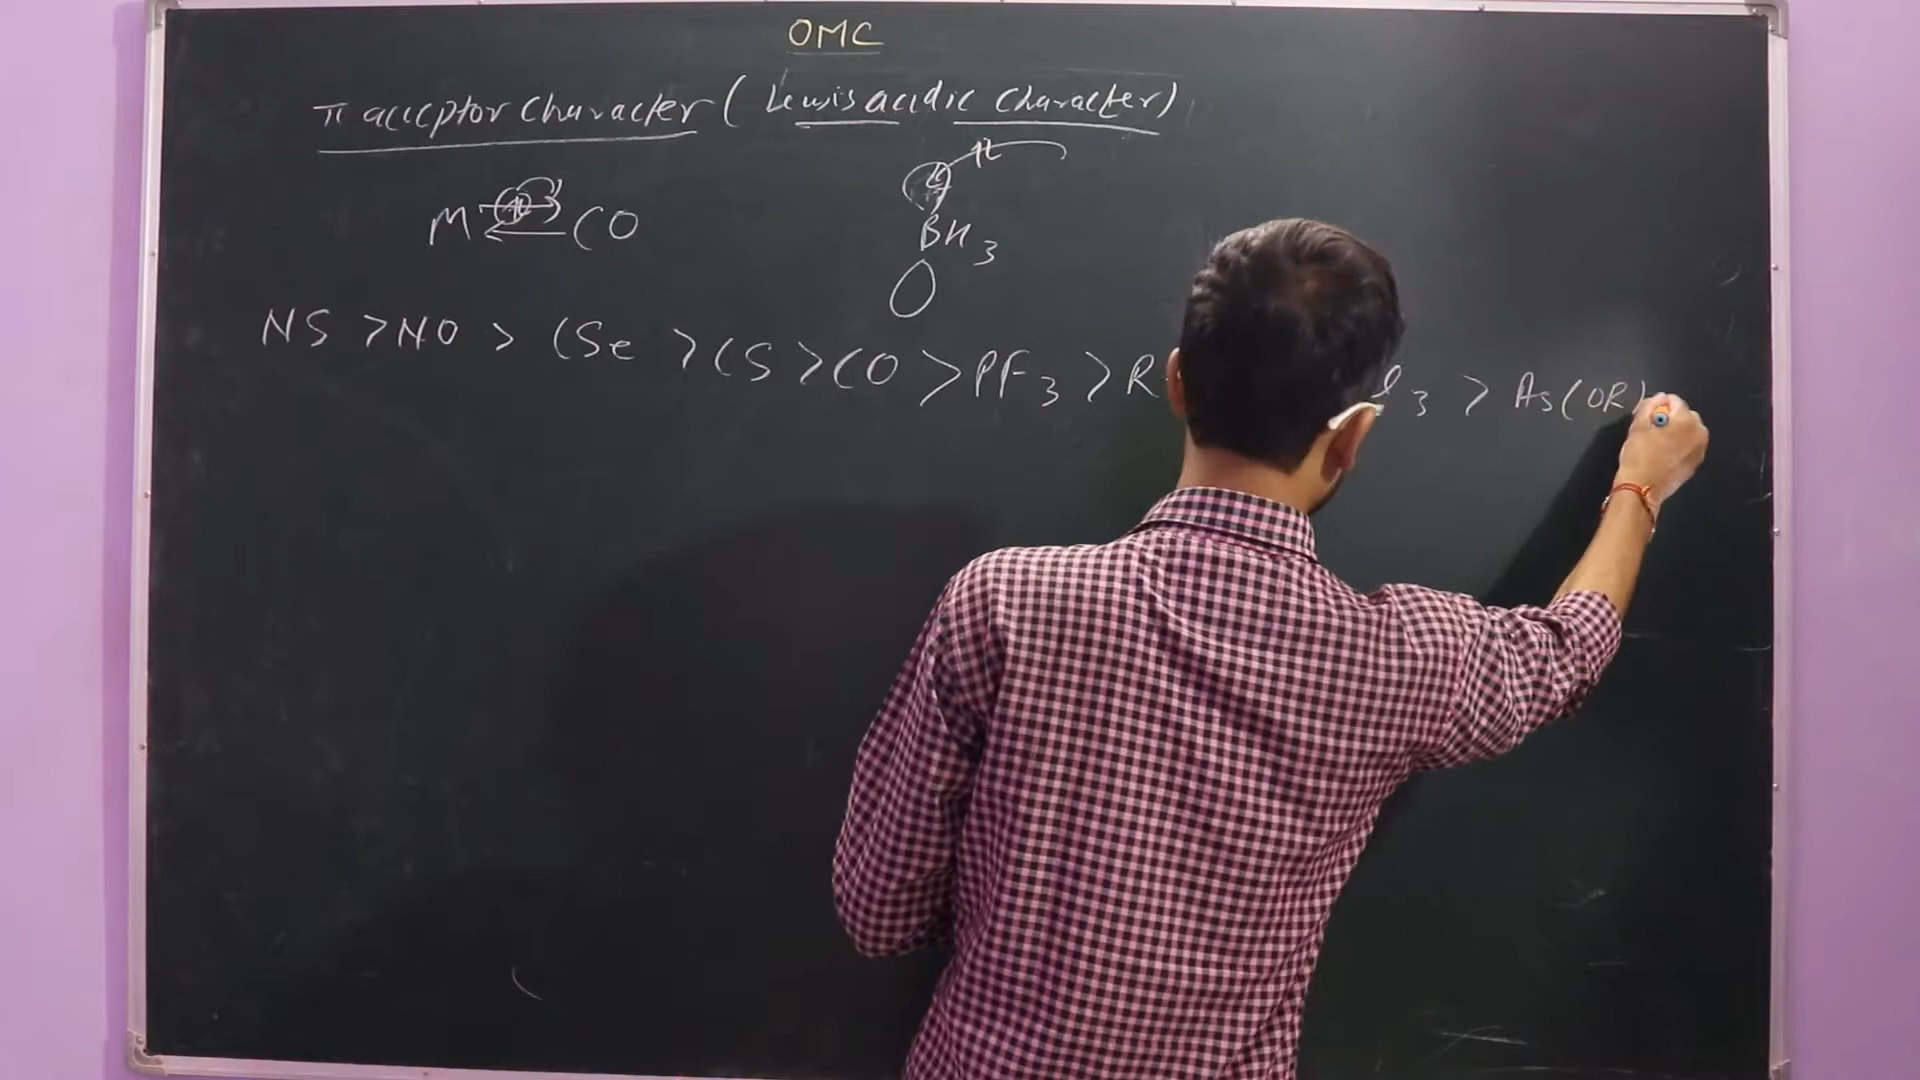 OMC
π acceptor character ( Lewis acidic character)
M CO BH3
NS > NO > CSe > CS > CO > PF3 > R 3 > As(OR)